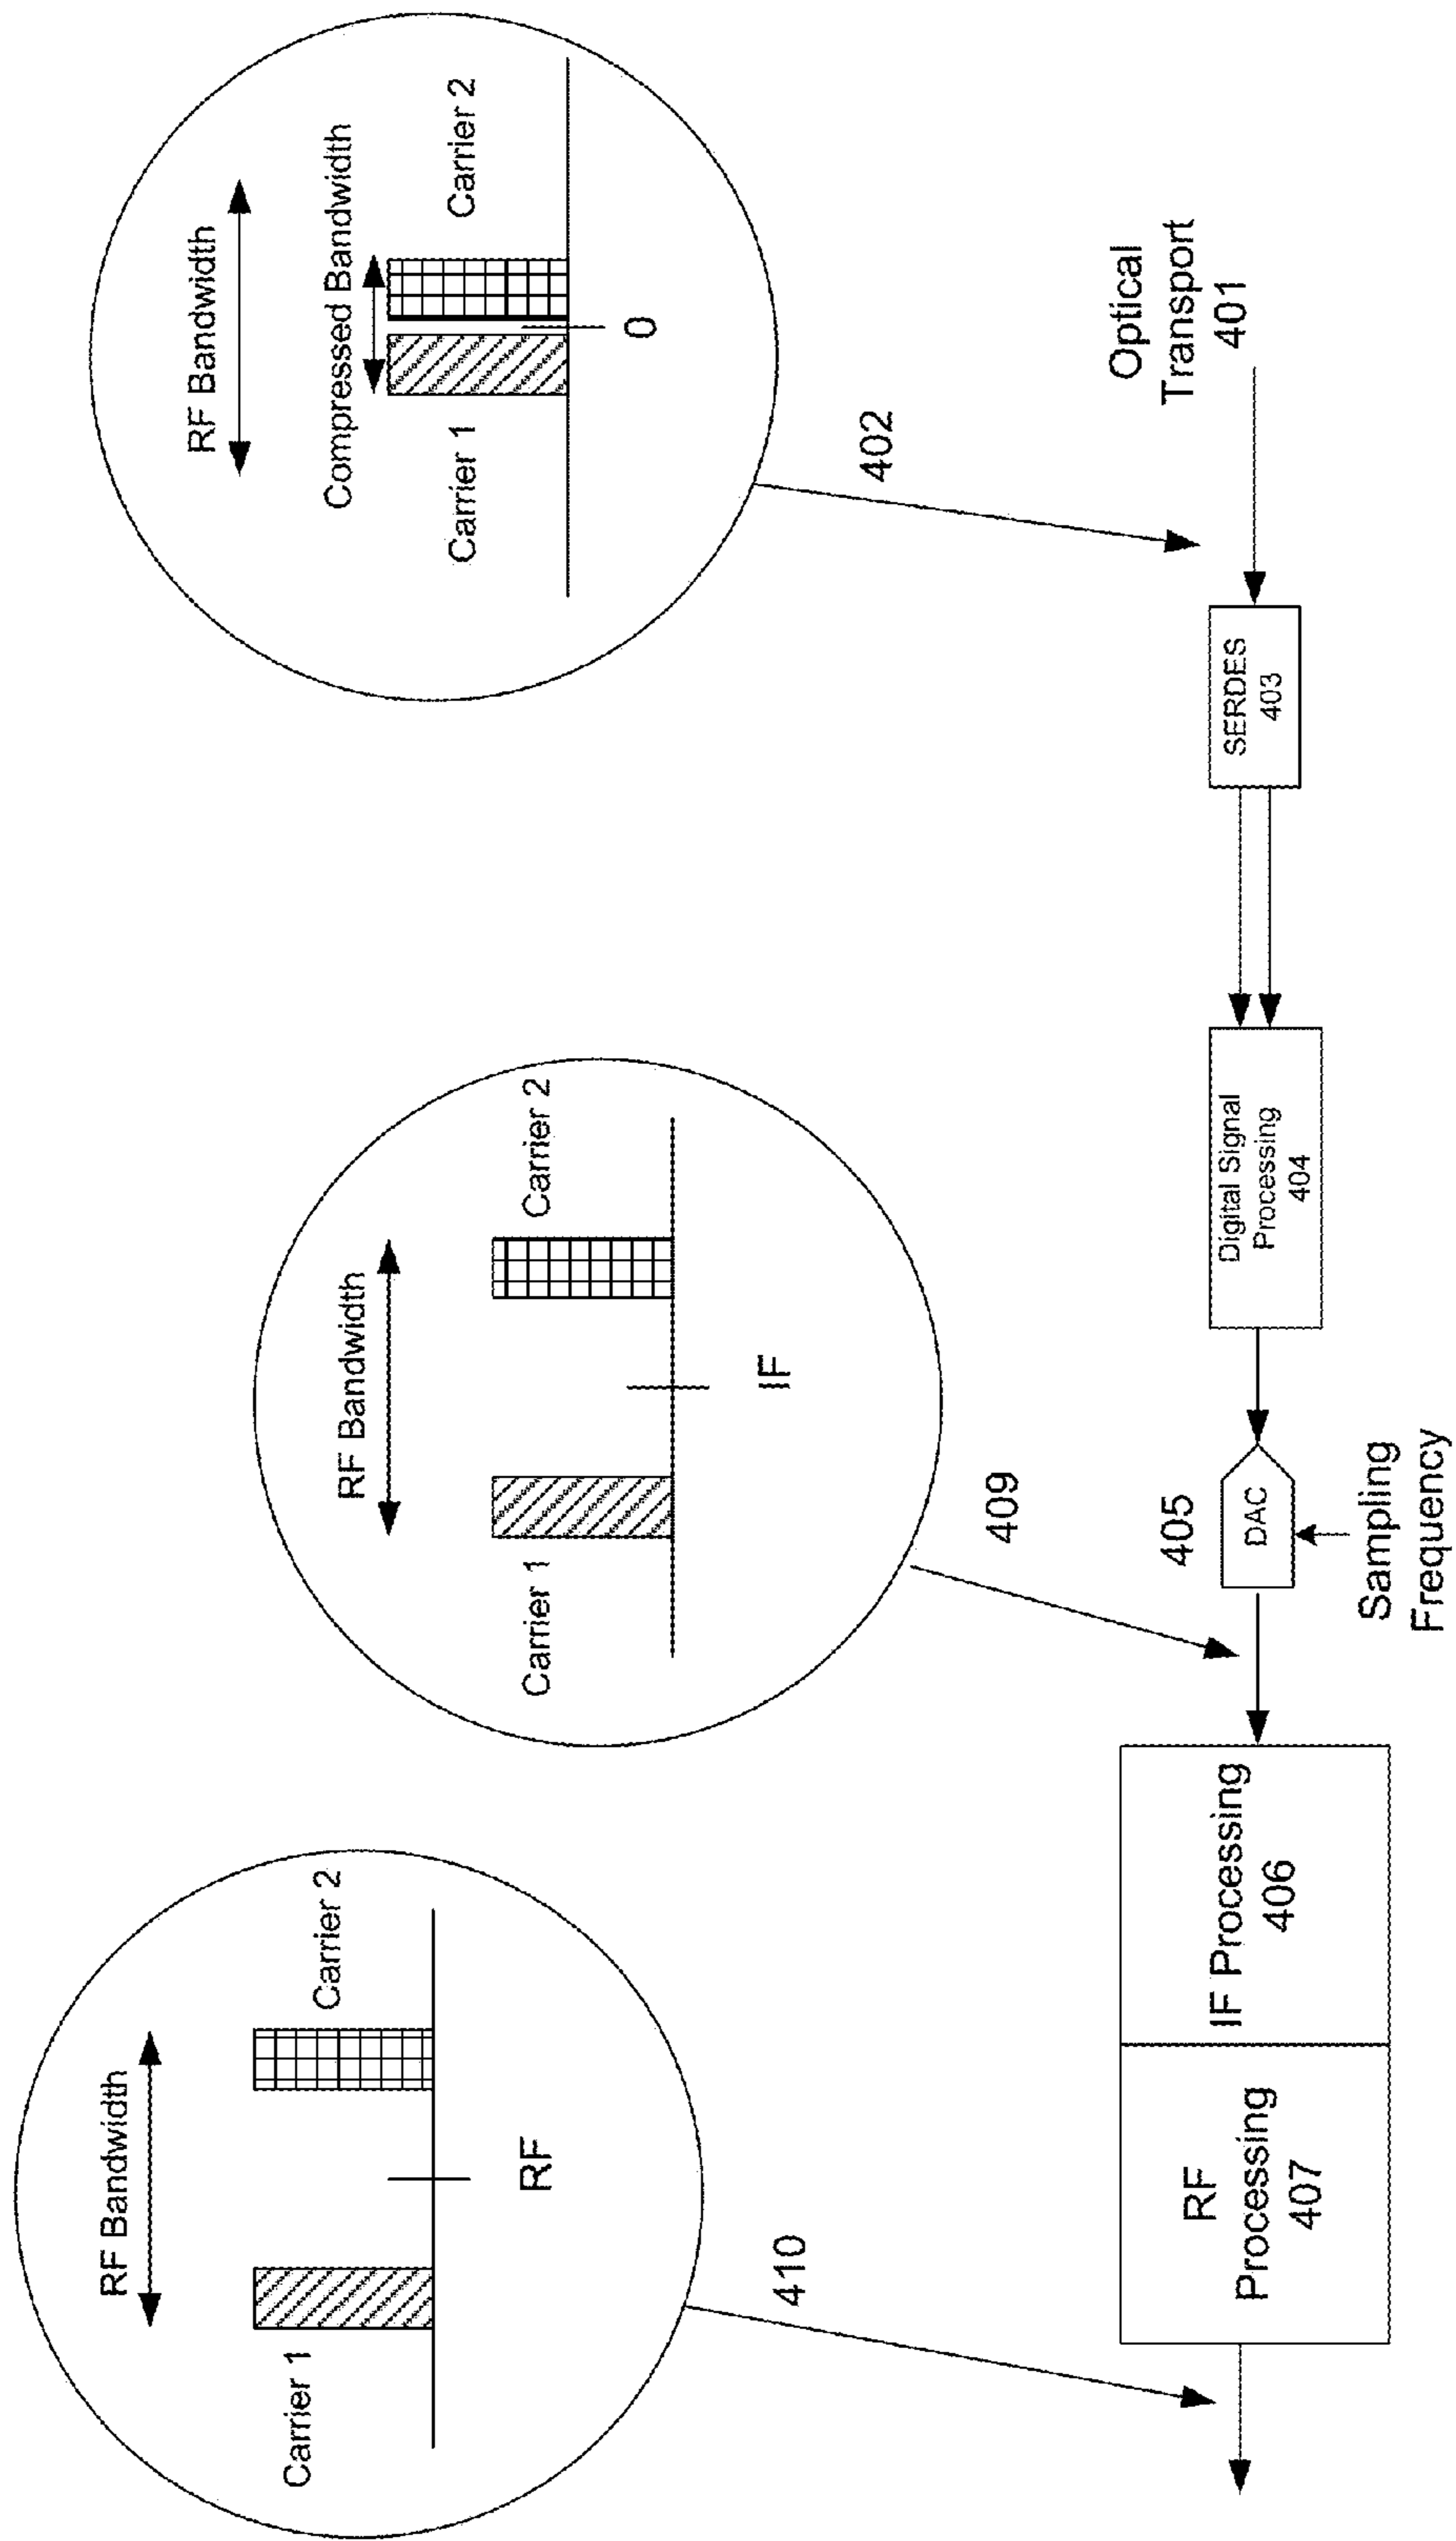 RF Bandwidth
Carrier 1
Carrier 2
RF
410
RF Bandwidth
Carrier 1
Carrier 2
IF
409
RF Bandwidth
Compressed Bandwidth
Carrier 1
Carrier 2
0
402
RF
Processing
407
IF Processing
406
405
DAC
Sampling
Frequency
Digital Signal
Processing
404
SERDES
403
Optical
Transport
401